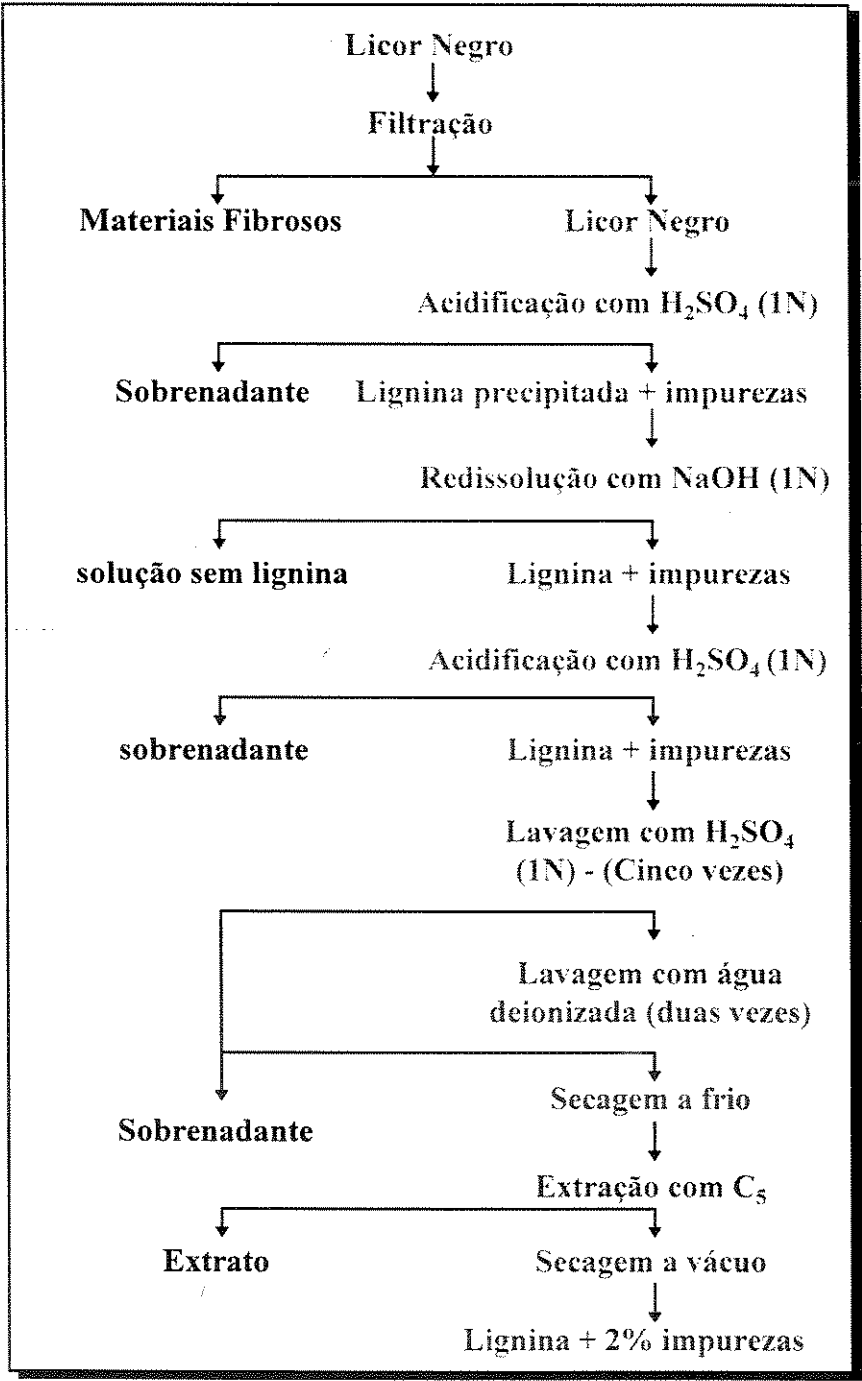 Licor Negro
Filtração
Materiais Fibrosos
Licor Negro
Acidificação com H₂SO₄ (1N)
Sobrenadante
Lignina precipitada + impurezas
Redissolução com NaOH (1N)
solução sem lignina
Lignina + impurezas
Acidificação com H₂SO₄ (1N)
sobrenadante
Lignina + impurezas
Lavagem com H₂SO₄
(1N) - (Cinco vezes)
Lavagem com água
deionizada (duas vezes)
Secagem a frio
Sobrenadante
Extração com C₅
Extrato
Secagem a vácuo
Lignina + 2% impurezas